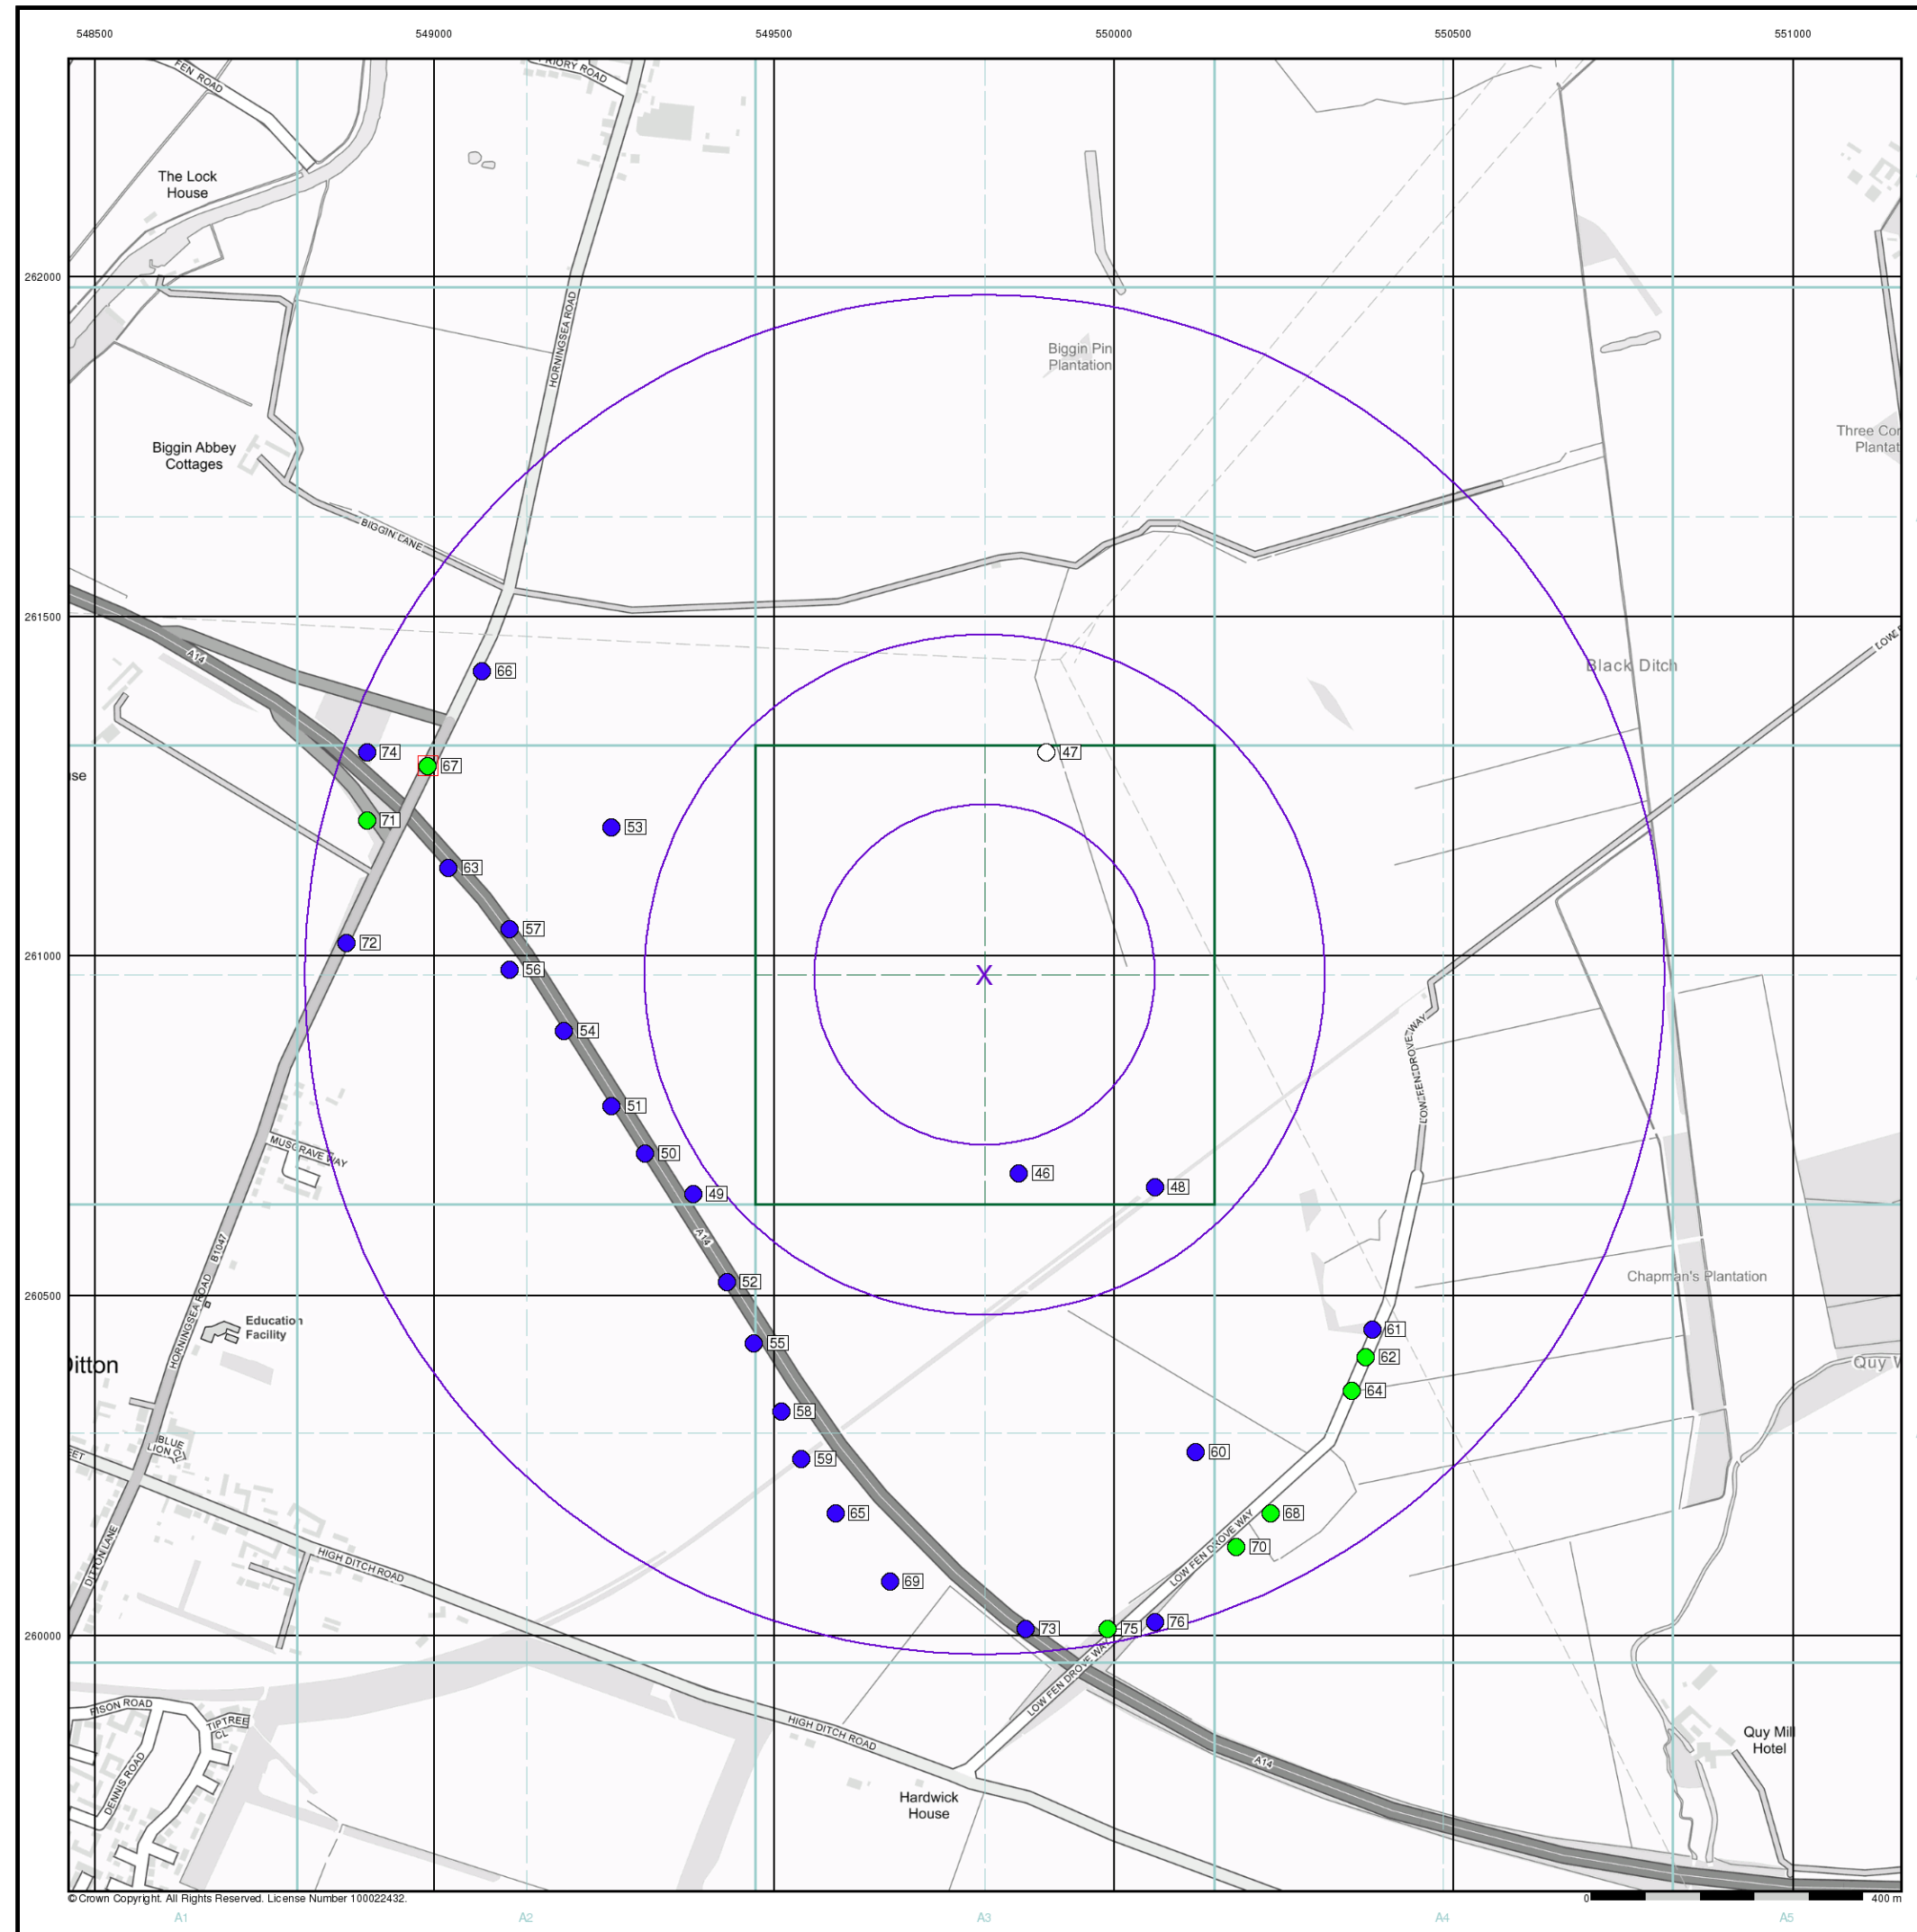 548500 549000 549500 550000 550500 551000
FEN ROAD
PRIORY ROAD
The Lock
House
262000
HORNINGSEA ROAD
Biggin Pin
Plantation
Biggin Abbey
Cottages
Three Cor
Plantat
BIGGIN LANE
261500
A14
66
Black Ditch
LOWE
74
67
47
71
53
63
57
72
56
261000
X
54
LOW FEN DROVE WAY
51
MUSGRAVE WAY
50
46
49
48
A14
HORNINGSEA ROAD B1047
52
Chapman's Plantation
260500
Education
Facility
61
55
Ditton
62
Quy W
64
58
BLUE
LION CL
60
59
EET
68
65
LOW FEN DROVE WAY
70
DITTON LANE
HIGH DITCH ROAD
69
76
73
75
260000
LOW FEN DROVE WAY
FISON ROAD
TIPTREE
CL
HIGH DITCH ROAD
Quy Mill
Hotel
A14
DENNIS ROAD
Hardwick
House
© Crown Copyright. All Rights Reserved. License Number 100022432.
0 400 m
A1 A2 A3 A4 A5